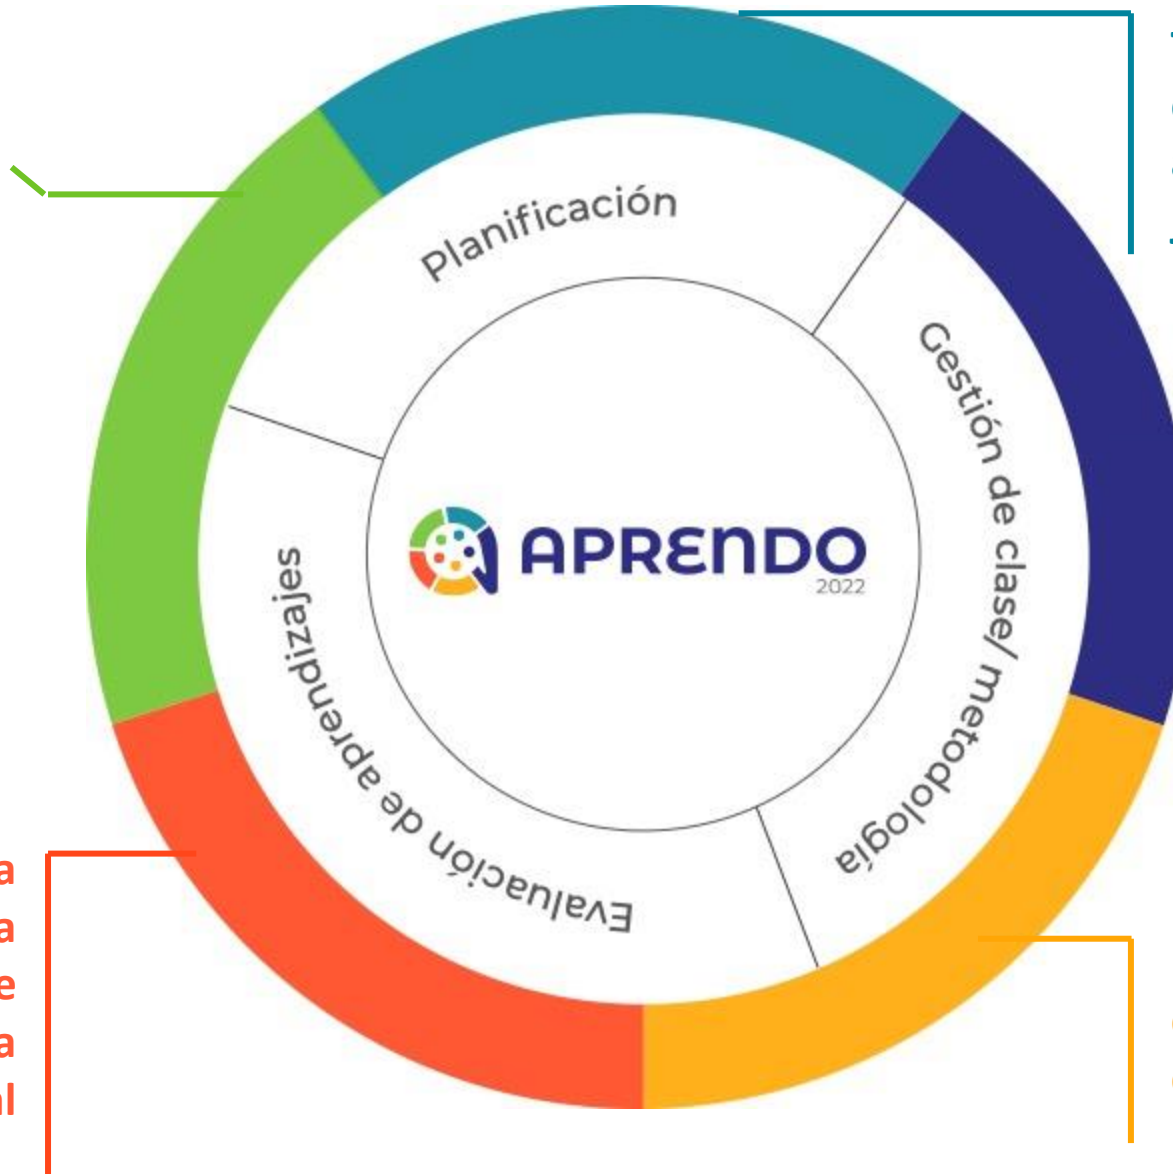 Planificación
Gestión de clase/ metodología
Evaluación de aprendizajes
APRENDO
2022